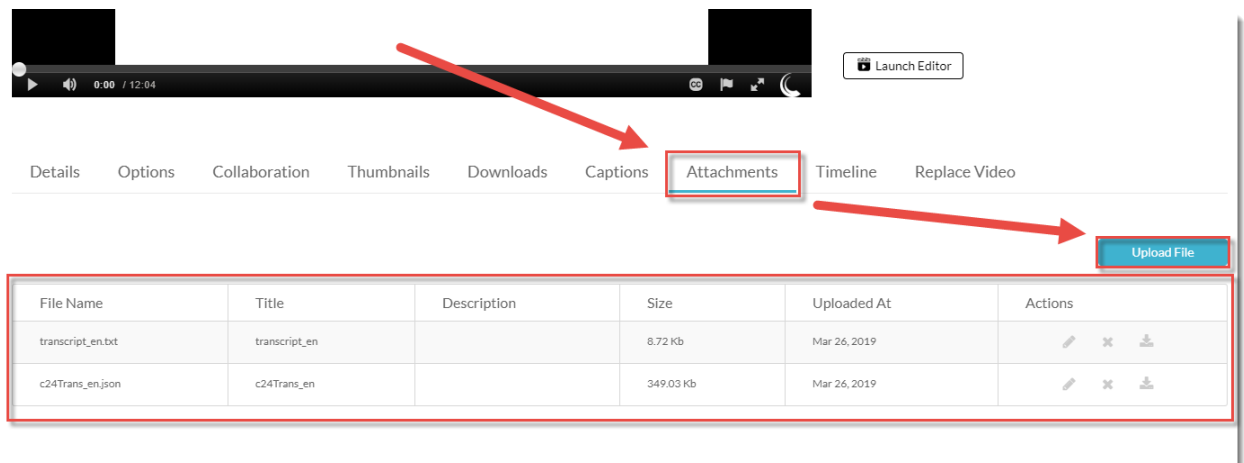 Launch Editor
0:00 / 12:04
CC
Details Options Collaboration Thumbnails Downloads Captions Attachments Timeline Replace Video
Upload File
File Name Title Description Size Uploaded At Actions
transcript_en.txt transcript_en 8.72 Kb Mar 26, 2019
c24Trans_en.json c24Trans_en 349.03 Kb Mar 26, 2019